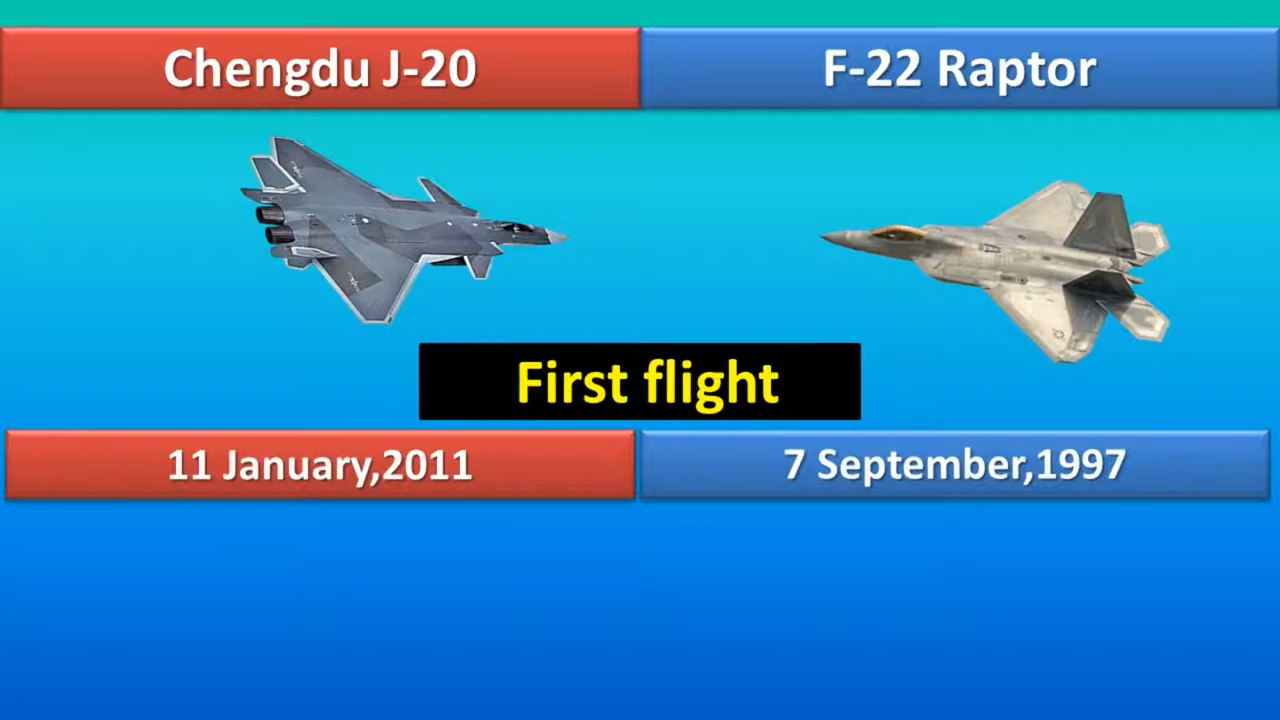 Chengdu J-20
F-22 Raptor
First flight
11 January,2011
7 September,1997